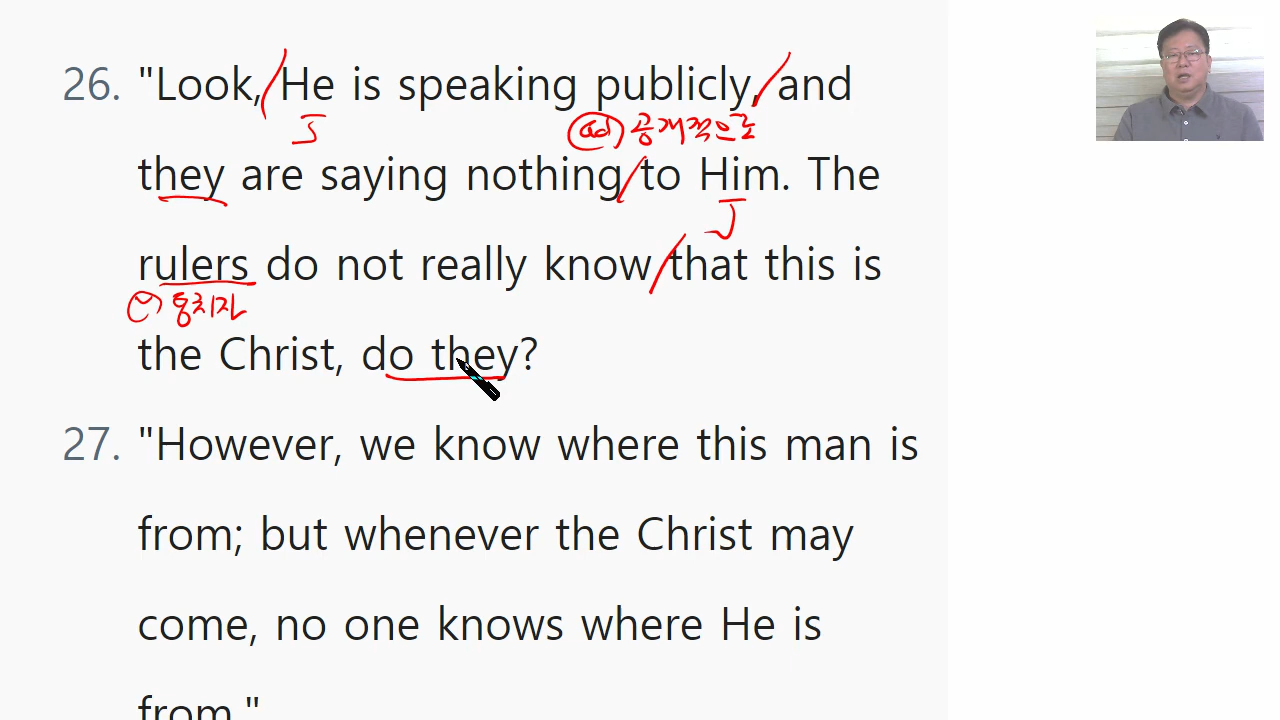 26. "Look, He is speaking publicly, and
J
ad 공개적으로
they are saying nothing to Him. The
J
rulers do not really know that this is
통치자
the Christ, do they?
27. "However, we know where this man is
from; but whenever the Christ may
come, no one knows where He is
from."